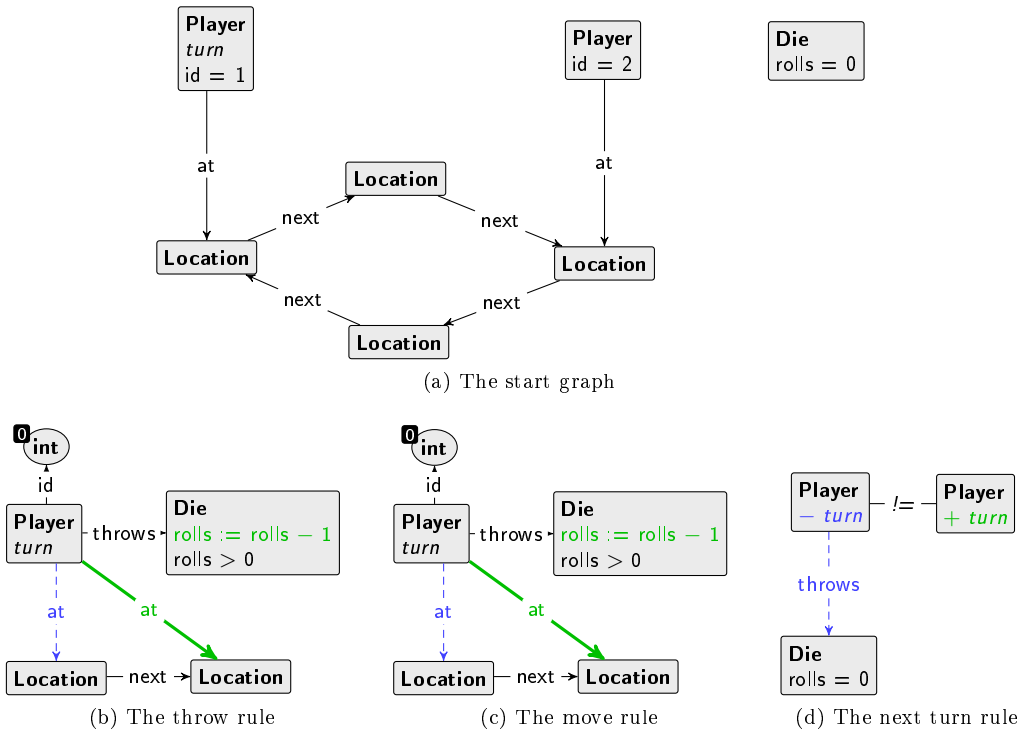 Player
turn
id = 1
Player
id = 2
Die
rolls = 0
at
at
Location
next
next
Location
Location
next
next
Location
(a) The start graph
0
int
id
Player
turn
throws
Die
rolls := rolls − 1
rolls > 0
at
at
Location
next
Location
(b) The throw rule
0
int
id
Player
turn
throws
Die
rolls := rolls − 1
rolls > 0
at
at
Location
next
Location
(c) The move rule
Player
− turn
!=
Player
+ turn
throws
Die
rolls = 0
(d) The next turn rule